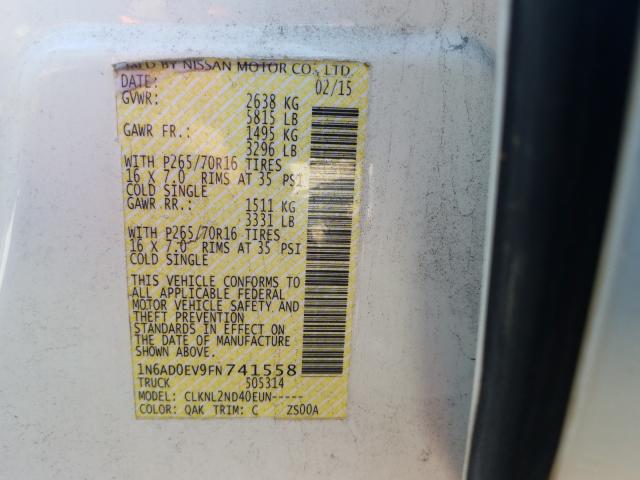 MFD BY NISSAN MOTOR CO., LTD.
DATE: 02/15
GVWR: 2638 KG
5815 LB
GAWR FR.: 1495 KG
3296 LB
WITH P265/70R16 TIRES
16 X 7.0 RIMS AT 35 PSI
COLD SINGLE
GAWR RR.: 1511 KG
3331 LB
WITH P265/70R16 TIRES
16 X 7.0 RIMS AT 35 PSI
COLD SINGLE
THIS VEHICLE CONFORMS TO
ALL APPLICABLE FEDERAL
MOTOR VEHICLE SAFETY, AND
THEFT PREVENTION
STANDARDS IN EFFECT ON
THE DATE OF MANUFACTURE
SHOWN ABOVE.
1N6AD0EV9FN741558
TRUCK 505314
MODEL: CLKNL2ND40EUN-----
COLOR: QAK TRIM: C ZS00A